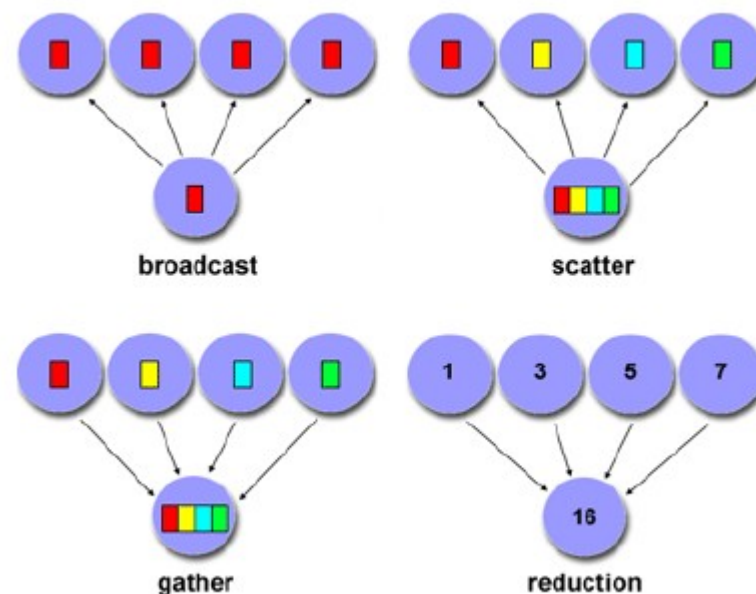 broadcast
scatter
gather
1 3 5 7
16
reduction